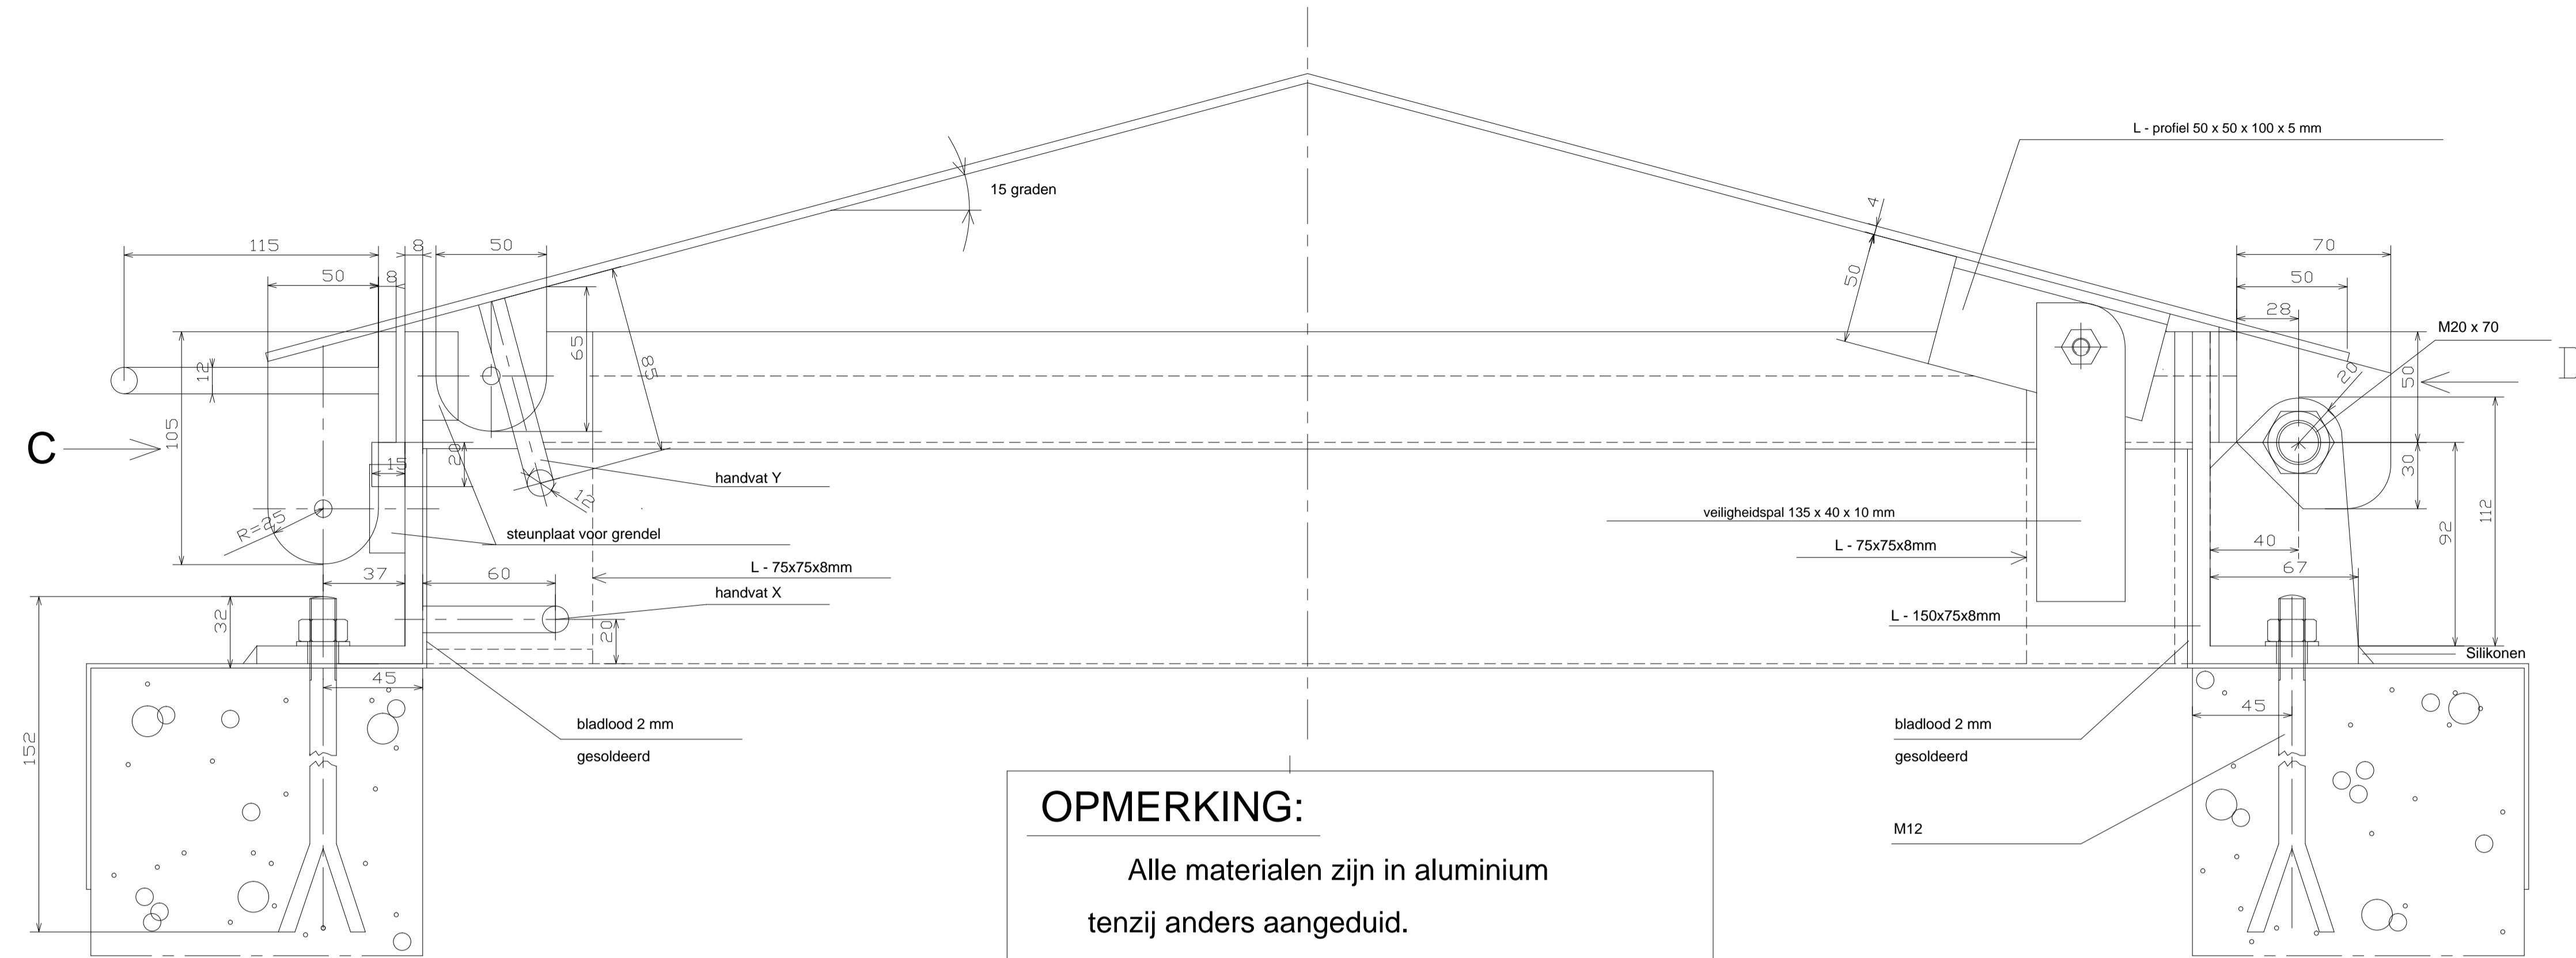 L - profiel 50 x 50 x 100 x 5 mm
15 graden
4
115
8
50
70
50
8
50
50
28
M20 x 70
65
85
12
20
50
C
105
15
20
handvat Y
30
112
12
R=25
steunplaat voor grendel
veiligheidspal 135 x 40 x 10 mm
92
L - 75x75x8mm
40
37
60
L - 75x75x8mm
67
handvat X
32
20
L - 150x75x8mm
Silikonen
45
45
152
bladlood 2 mm
gesoldeerd
bladlood 2 mm
gesoldeerd
M12
OPMERKING:
Alle materialen zijn in aluminium
tenzij anders aangeduid.